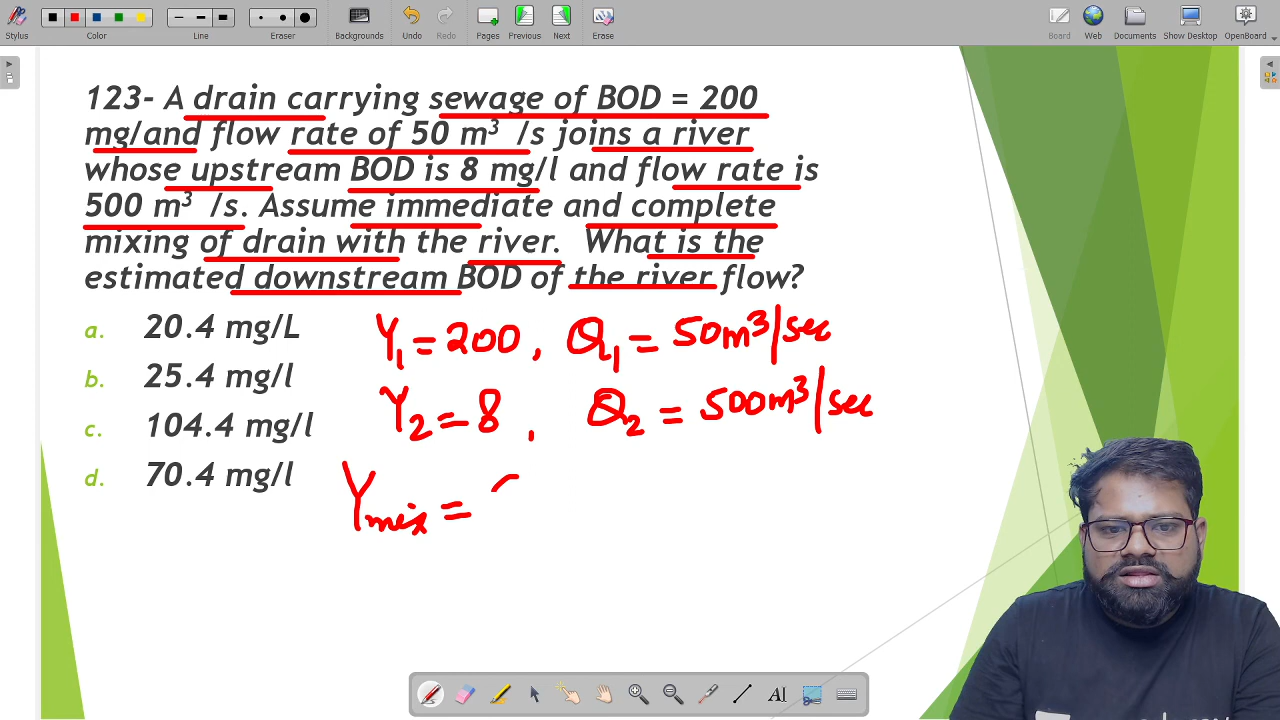 Stylus
Color
Line
Eraser
Backgrounds
Undo
Redo
Pages
Previous
Next
Erase
Board
Web
Documents
Show Desktop
OpenBoard
123- A drain carrying sewage of BOD = 200
mg/and flow rate of 50 m³ /s joins a river
whose upstream BOD is 8 mg/l and flow rate is
500 m³ /s. Assume immediate and complete
mixing of drain with the river. What is the
estimated downstream BOD of the river flow?
a. 20.4 mg/L
b. 25.4 mg/l
c. 104.4 mg/l
d. 70.4 mg/l
Y₁ = 200, Q₁ = 50m³/sec
Y₂ = 8, Q₂ = 500m³/sec
Ymix =